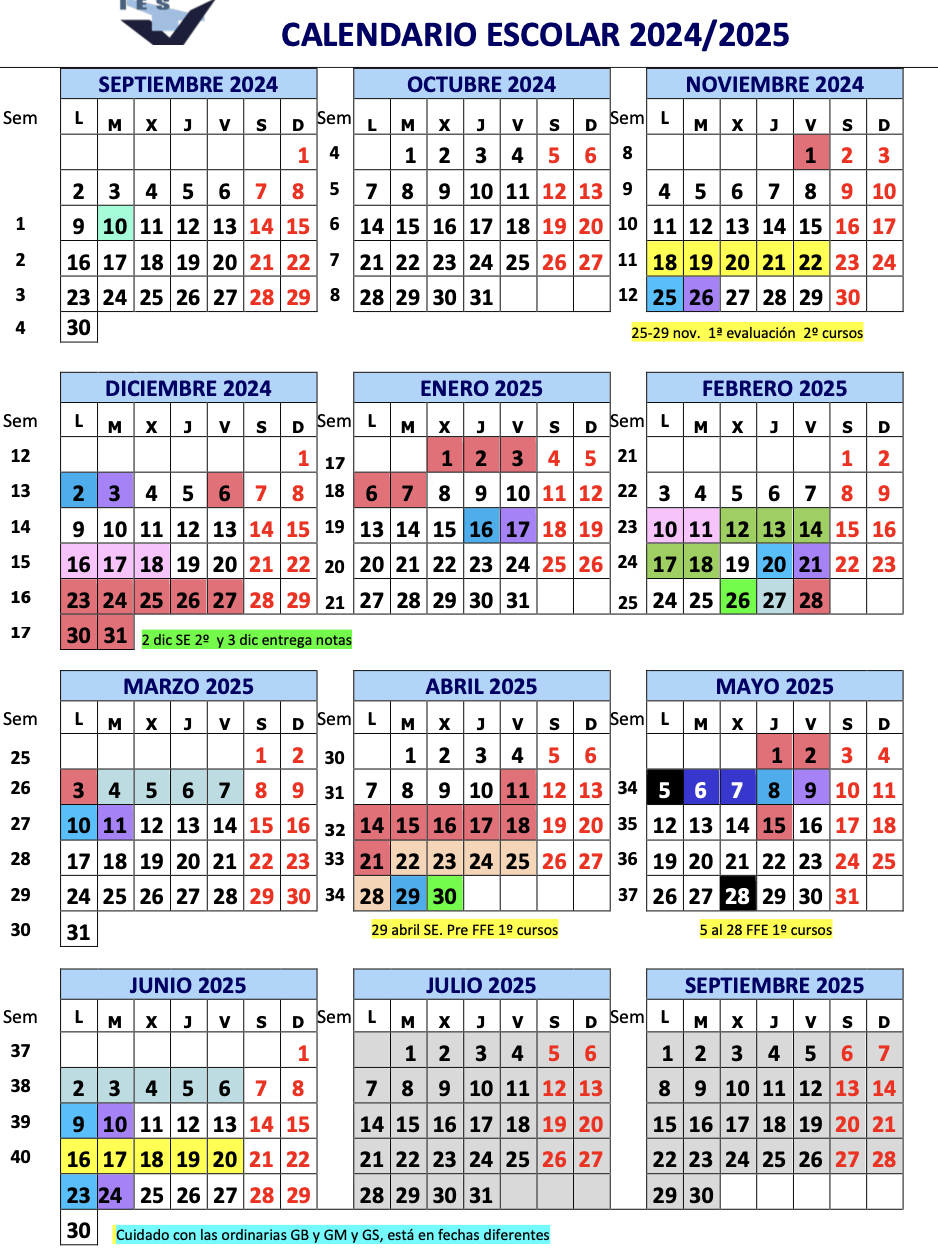 IES
CALENDARIO ESCOLAR 2024/2025
SEPTIEMBRE 2024 OCTUBRE 2024 NOVIEMBRE 2024
Sem L M X J V S D Sem L M X J V S D Sem L M X J V S D
1 4 1 2 3 4 5 6 8 1 2 3
2 3 4 5 6 7 8 5 7 8 9 10 11 12 13 9 4 5 6 7 8 9 10
1 9 10 11 12 13 14 15 6 14 15 16 17 18 19 20 10 11 12 13 14 15 16 17
2 16 17 18 19 20 21 22 7 21 22 23 24 25 26 27 11 18 19 20 21 22 23 24
3 23 24 25 26 27 28 29 8 28 29 30 31 12 25 26 27 28 29 30
4 30
25-29 nov. 1ª evaluación 2º cursos
DICIEMBRE 2024 ENERO 2025 FEBRERO 2025
Sem L M X J V S D Sem L M X J V S D Sem L M X J V S D
12 1 17 1 2 3 4 5 21 1 2
13 2 3 4 5 6 7 8 18 6 7 8 9 10 11 12 22 3 4 5 6 7 8 9
14 9 10 11 12 13 14 15 19 13 14 15 16 17 18 19 23 10 11 12 13 14 15 16
15 16 17 18 19 20 21 22 20 20 21 22 23 24 25 26 24 17 18 19 20 21 22 23
16 23 24 25 26 27 28 29 21 27 28 29 30 31 25 24 25 26 27 28
17 30 31 2 dic SE 2º y 3 dic entrega notas
MARZO 2025 ABRIL 2025 MAYO 2025
Sem L M X J V S D Sem L M X J V S D Sem L M X J V S D
25 1 2 30 1 2 3 4 5 6 1 2 3 4
26 3 4 5 6 7 8 9 31 7 8 9 10 11 12 13 34 5 6 7 8 9 10 11
27 10 11 12 13 14 15 16 32 14 15 16 17 18 19 20 35 12 13 14 15 16 17 18
28 17 18 19 20 21 22 23 33 21 22 23 24 25 26 27 36 19 20 21 22 23 24 25
29 24 25 26 27 28 29 30 34 28 29 30 37 26 27 28 29 30 31
30 31
29 abril SE. Pre FFE 1º cursos 5 al 28 FFE 1º cursos
JUNIO 2025 JULIO 2025 SEPTIEMBRE 2025
Sem L M X J V S D Sem L M X J V S D Sem L M X J V S D
37 1 1 2 3 4 5 6 1 2 3 4 5 6 7
38 2 3 4 5 6 7 8 7 8 9 10 11 12 13 8 9 10 11 12 13 14
39 9 10 11 12 13 14 15 14 15 16 17 18 19 20 15 16 17 18 19 20 21
40 16 17 18 19 20 21 22 21 22 23 24 25 26 27 22 23 24 25 26 27 28
23 24 25 26 27 28 29 28 29 30 31 29 30
30 Cuidado con las ordinarias GB y GM y GS, está en fechas diferentes